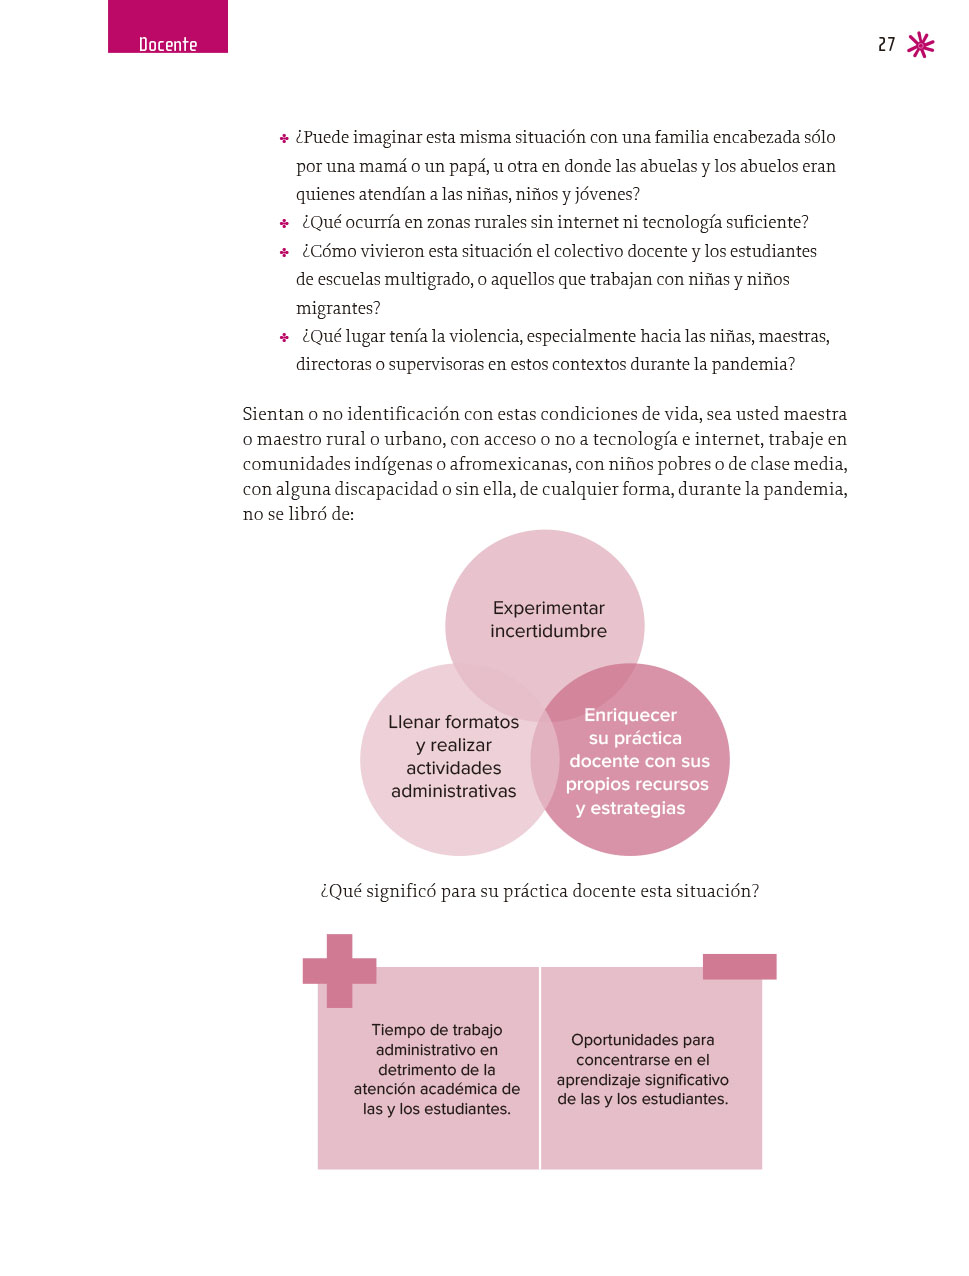 Docente
27
¿Puede imaginar esta misma situación con una familia encabezada sólo
por una mamá o un papá, u otra en donde las abuelas y los abuelos eran
quienes atendían a las niñas, niños y jóvenes?
¿Qué ocurría en zonas rurales sin internet ni tecnología suficiente?
¿Cómo vivieron esta situación el colectivo docente y los estudiantes
de escuelas multigrado, o aquellos que trabajan con niñas y niños
migrantes?
¿Qué lugar tenía la violencia, especialmente hacia las niñas, maestras,
directoras o supervisoras en estos contextos durante la pandemia?
Sientan o no identificación con estas condiciones de vida, sea usted maestra
o maestro rural o urbano, con acceso o no a tecnología e internet, trabaje en
comunidades indígenas o afromexicanas, con niños pobres o de clase media,
con alguna discapacidad o sin ella, de cualquier forma, durante la pandemia,
no se libró de:
Experimentar
incertidumbre
Llenar formatos
y realizar
actividades
administrativas
Enriquecer
su práctica
docente con sus
propios recursos
y estrategias
¿Qué significó para su práctica docente esta situación?
Tiempo de trabajo
administrativo en
detrimento de la
atención académica de
las y los estudiantes.
Oportunidades para
concentrarse en el
aprendizaje significativo
de las y los estudiantes.